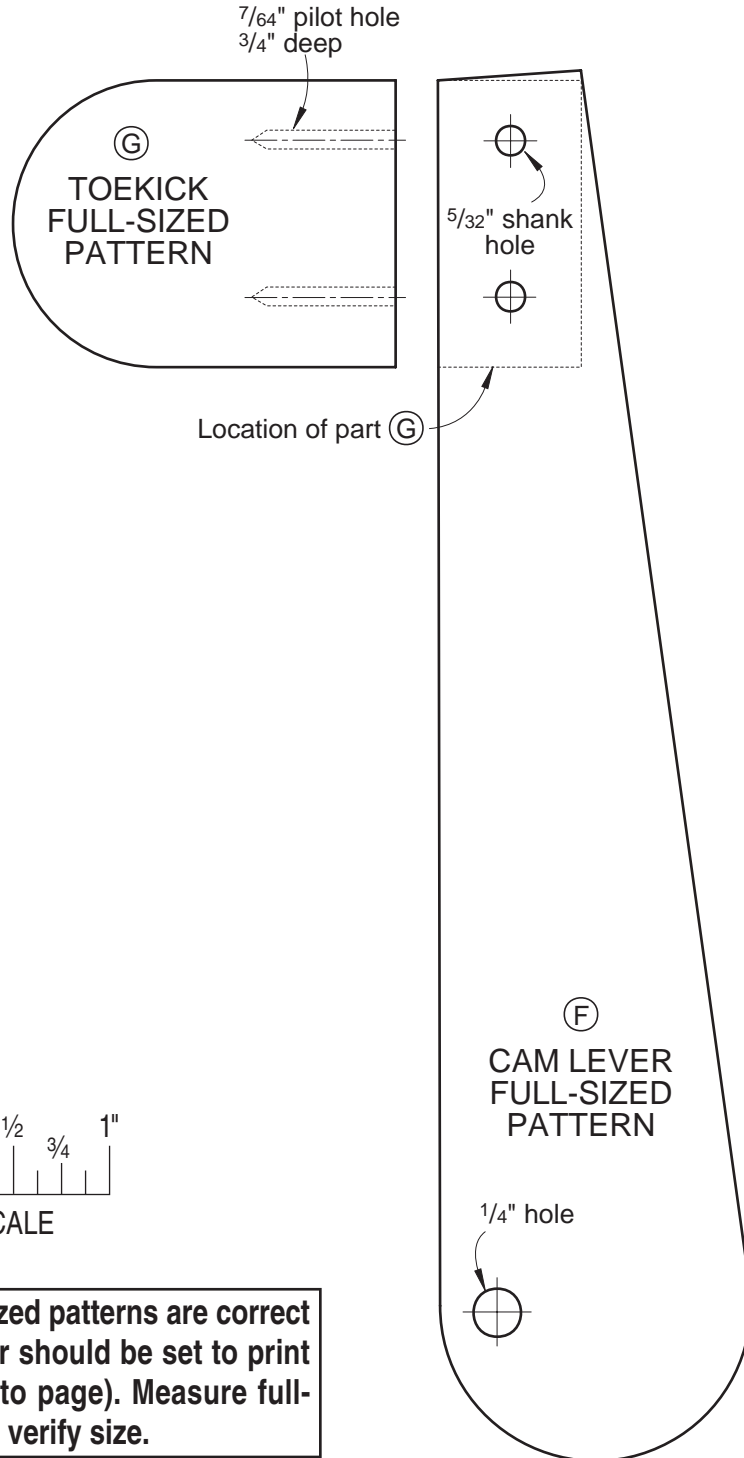 7/64" pilot hole
3/4" deep
G
TOEKICK
FULL-SIZED
PATTERN
5/32" shank
hole
Location of part G
F
CAM LEVER
FULL-SIZED
PATTERN
1/4" hole
½ ¾ 1"
CALE
zed patterns are correct
r should be set to print
to page). Measure full-
verify size.